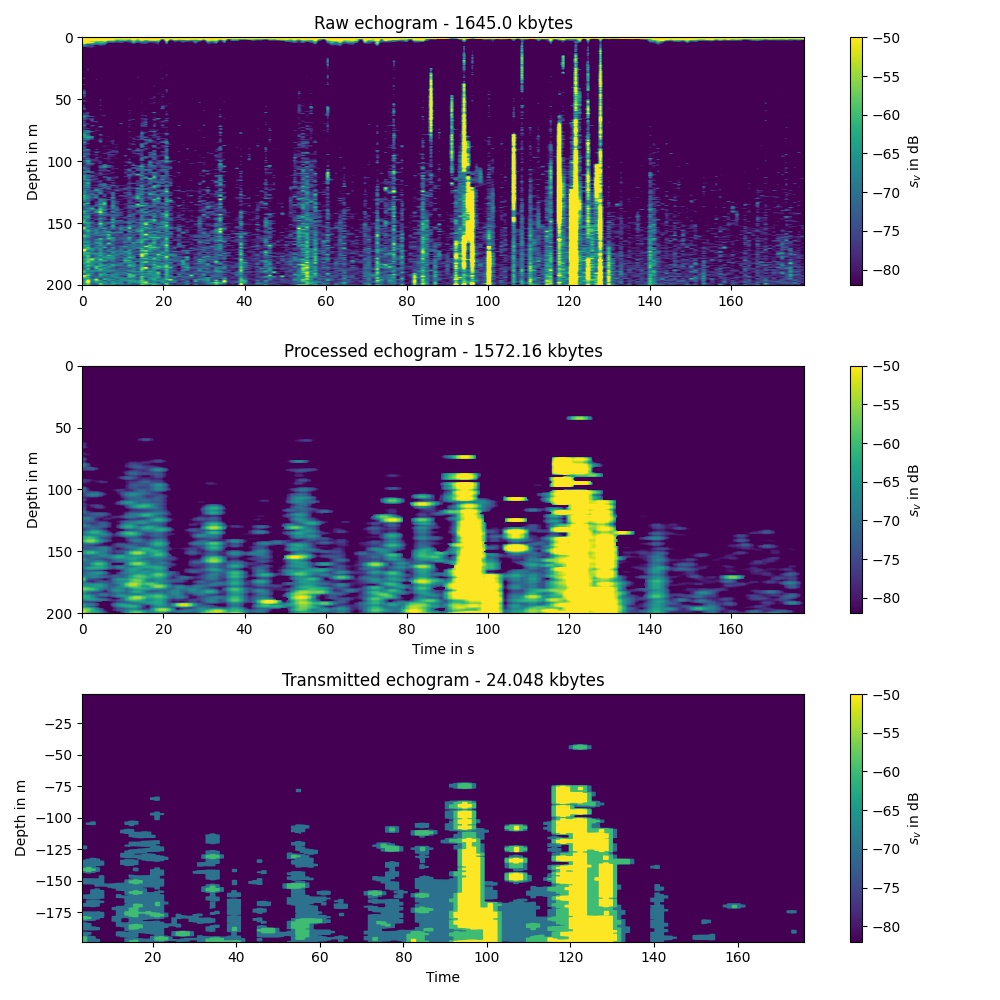 Raw echogram - 1645.0 kbytes
0
50
100
150
200
Depth in m
0 20 40 60 80 100 120 140 160
Time in s
−50
−55
−60
−65
−70
−75
−80
sv in dB
Processed echogram - 1572.16 kbytes
0
50
100
150
200
Depth in m
0 20 40 60 80 100 120 140 160
Time in s
−50
−55
−60
−65
−70
−75
−80
sv in dB
Transmitted echogram - 24.048 kbytes
−25
−50
−75
−100
−125
−150
−175
Depth in m
20 40 60 80 100 120 140 160
Time
−50
−55
−60
−65
−70
−75
−80
sv in dB